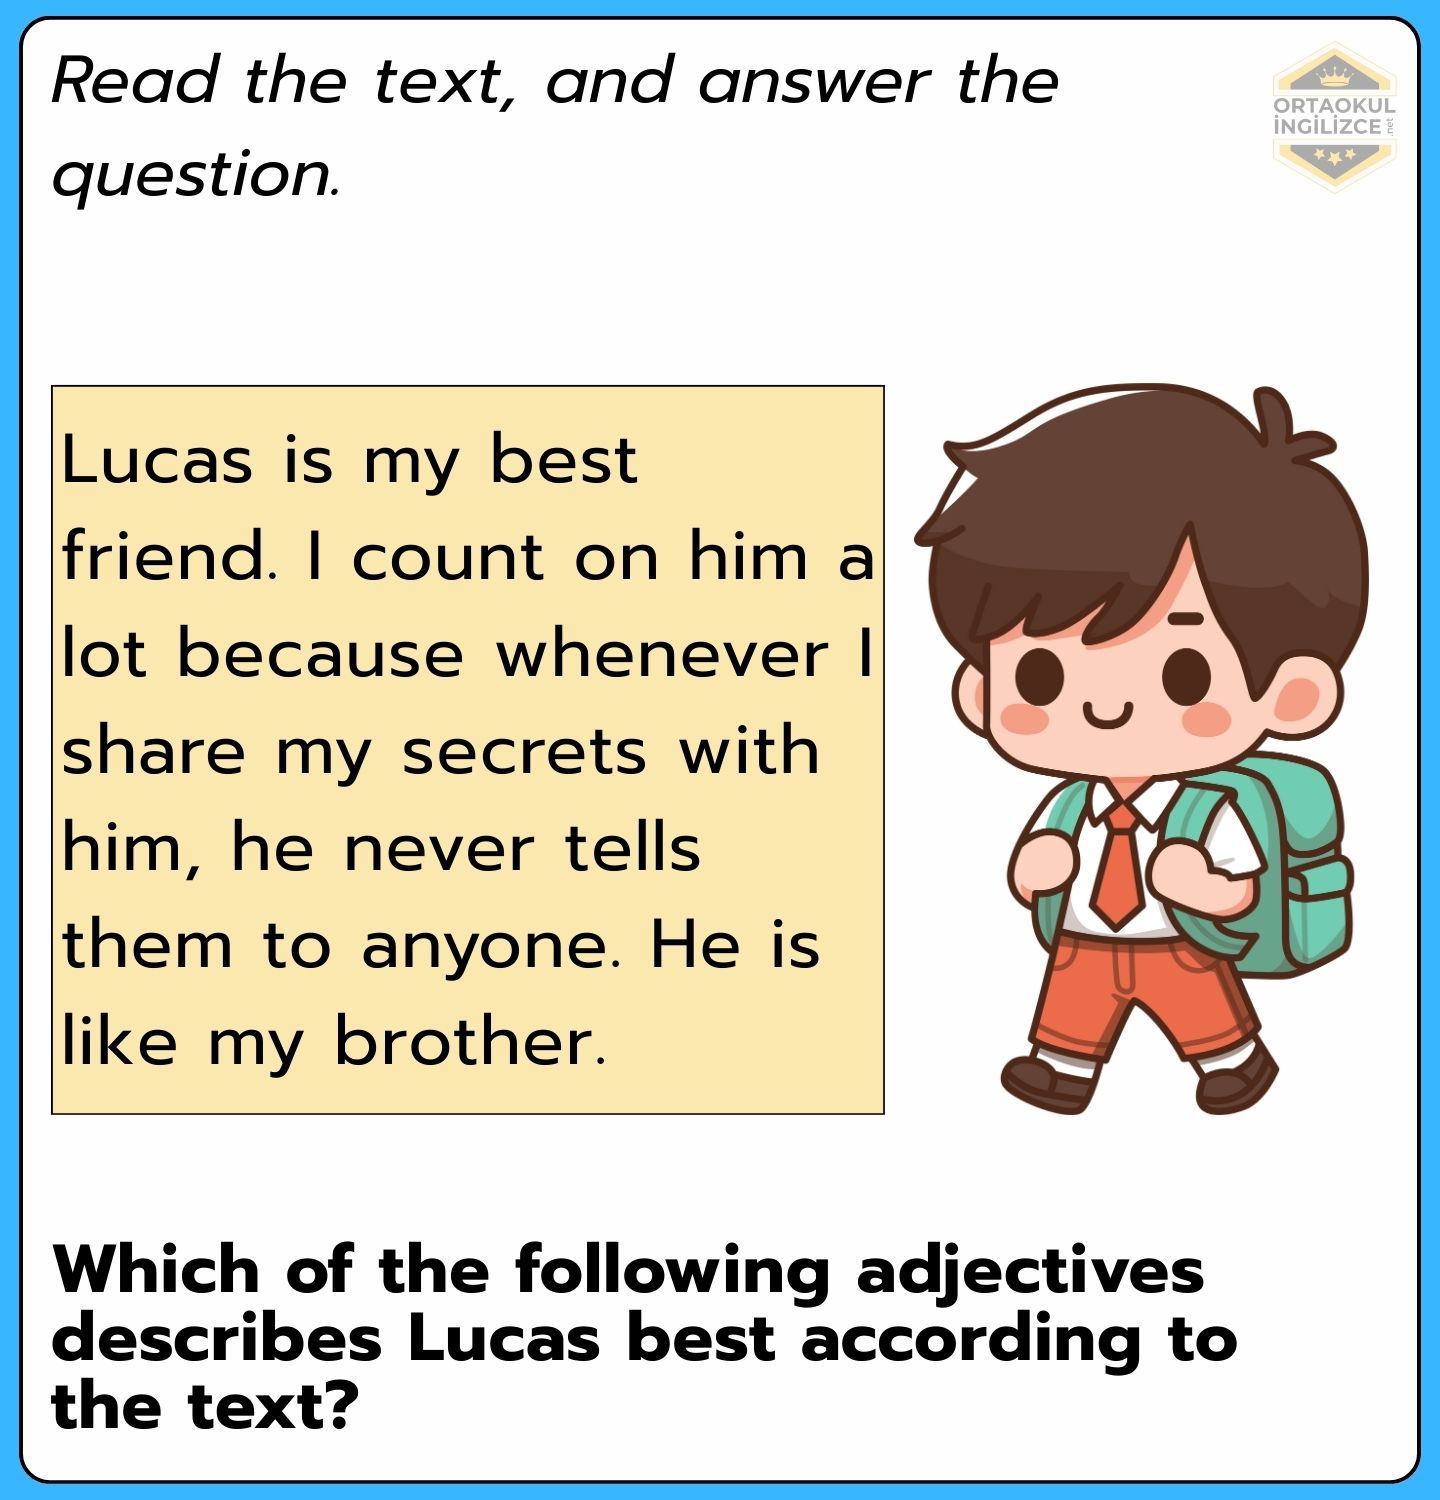 Read the text, and answer the
question.
ORTAOKUL
İNGİLİZCE
.net
Lucas is my best
friend. I count on him a
lot because whenever I
share my secrets with
him, he never tells
them to anyone. He is
like my brother.
Which of the following adjectives
describes Lucas best according to
the text?